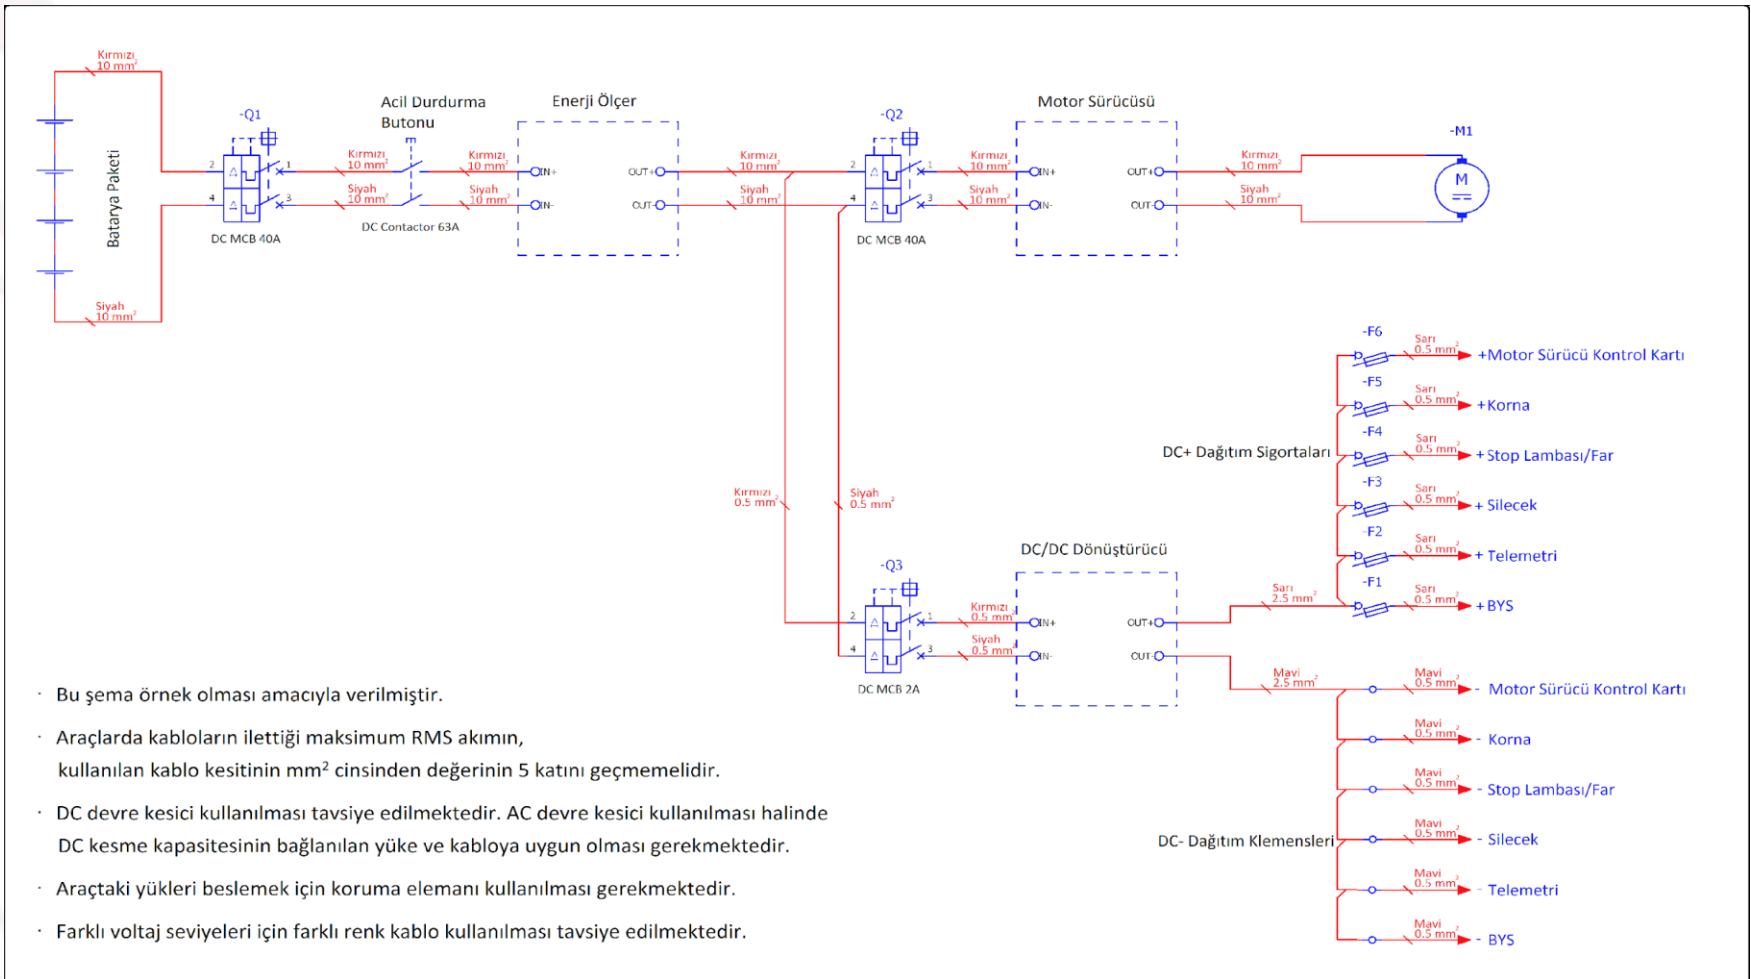 Kırmızı
10 mm²
Batarya Paketi
Siyah
10 mm²
-Q1
2
1
4
3
DC MCB 40A
Acil Durdurma
Butonu
Kırmızı
10 mm²
Siyah
10 mm²
DC Contactor 63A
Kırmızı
10 mm²
Siyah
10 mm²
Enerji Ölçer
IN+
OUT+
IN-
OUT-
Kırmızı
10 mm²
Siyah
10 mm²
-Q2
2
1
4
3
DC MCB 40A
Kırmızı
10 mm²
Siyah
10 mm²
Motor Sürücüsü
IN+
OUT+
IN-
OUT-
Kırmızı
10 mm²
Siyah
10 mm²
-M1
M
Kırmızı
0.5 mm²
Siyah
0.5 mm²
-Q3
2
1
4
3
DC MCB 2A
Kırmızı
0.5 mm²
Siyah
0.5 mm²
DC/DC Dönüştürücü
IN+
OUT+
IN-
OUT-
Sarı
2.5 mm²
Mavi
2.5 mm²
DC+ Dağıtım Sigortaları
-F6
Sarı
0.5 mm²
+Motor Sürücü Kontrol Kartı
-F5
Sarı
0.5 mm²
+Korna
-F4
Sarı
0.5 mm²
+Stop Lambası/Far
-F3
Sarı
0.5 mm²
+ Silecek
-F2
Sarı
0.5 mm²
+ Telemetri
-F1
Sarı
0.5 mm²
+BYS
DC- Dağıtım Klemensleri
Mavi
0.5 mm²
- Motor Sürücü Kontrol Kartı
Mavi
0.5 mm²
- Korna
Mavi
0.5 mm²
- Stop Lambası/Far
Mavi
0.5 mm²
- Silecek
Mavi
0.5 mm²
- Telemetri
Mavi
0.5 mm²
- BYS
· Bu şema örnek olması amacıyla verilmiştir.
· Araçlarda kabloların ilettiği maksimum RMS akımın,
kullanılan kablo kesitinin mm² cinsinden değerinin 5 katını geçmemelidir.
· DC devre kesici kullanılması tavsiye edilmektedir. AC devre kesici kullanılması halinde
DC kesme kapasitesinin bağlanılan yüke ve kabloya uygun olması gerekmektedir.
· Araçtaki yükleri beslemek için koruma elemanı kullanılması gerekmektedir.
· Farklı voltaj seviyeleri için farklı renk kablo kullanılması tavsiye edilmektedir.